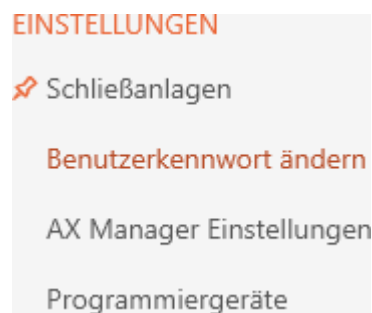 EINSTELLUNGEN
Schließanlagen
Benutzerkennwort ändern
AX Manager Einstellungen
Programmiergeräte